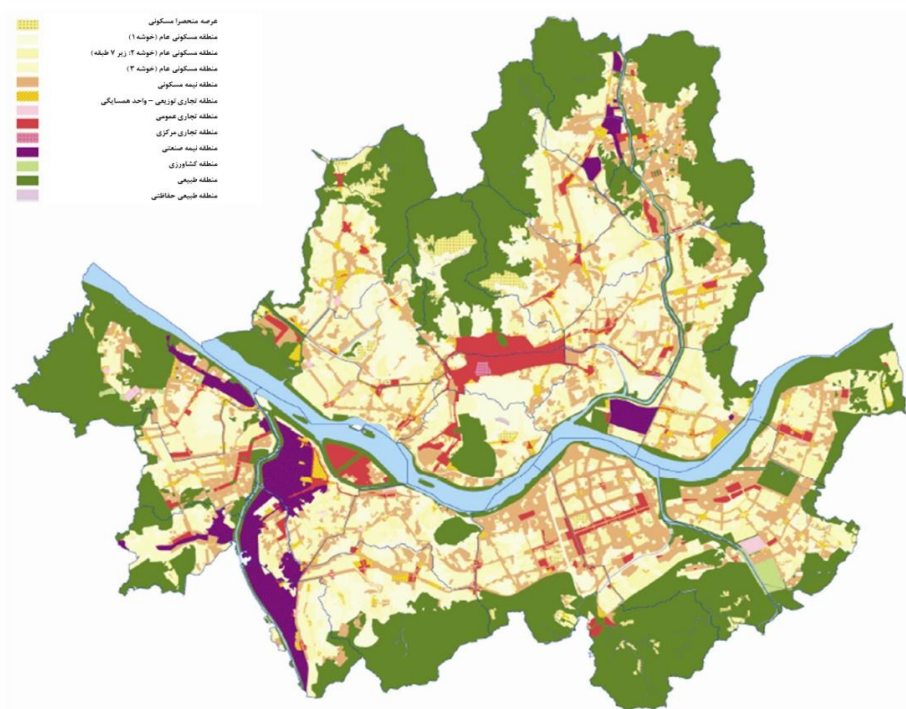 عرصه منحصرا مسکونی
منطقه مسکونی عام (خوشه ۱)
منطقه مسکونی عام (خوشه ۲: زیر ۷ طبقه)
منطقه مسکونی عام (خوشه ۳)
منطقه نیمه مسکونی
منطقه تجاری توزیعی – واحد همسایگی
منطقه تجاری عمومی
منطقه تجاری مرکزی
منطقه نیمه صنعتی
منطقه کشاورزی
منطقه طبیعی
منطقه طبیعی حفاظتی